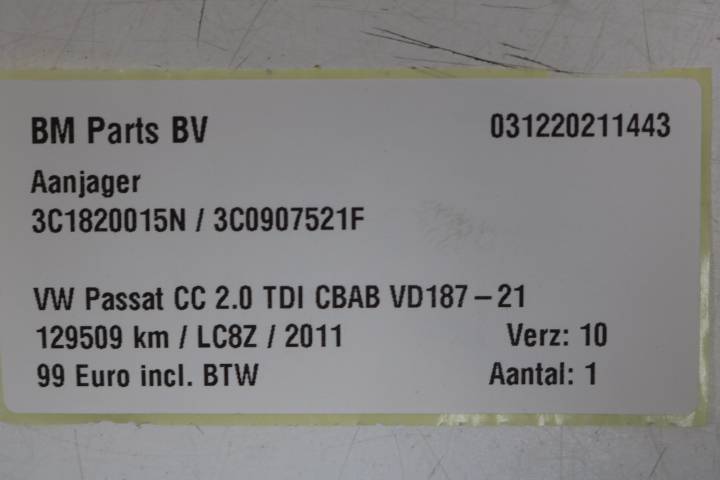 BM Parts BV 031220211443
Aanjager
3C1820015N / 3C0907521F
VW Passat CC 2.0 TDI CBAB VD187-21
129509 km / LC8Z / 2011 Verz: 10
99 Euro incl. BTW Aantal: 1